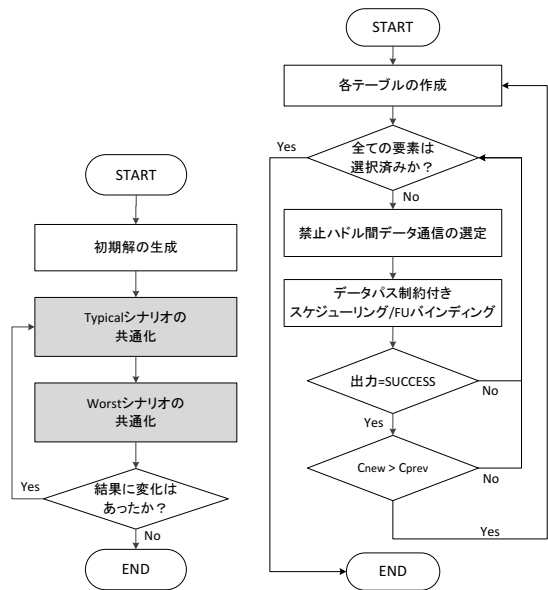 START
初期解の生成
Typicalシナリオの
共通化
Worstシナリオの
共通化
Yes
結果に変化は
あったか？
No
END
START
各テーブルの作成
Yes
全ての要素は
選択済みか？
No
禁止ハドル間データ通信の選定
データパス制約付き
スケジューリング/FUバインディング
出力=SUCCESS
No
Yes
Cnew > Cprev
No
Yes
END